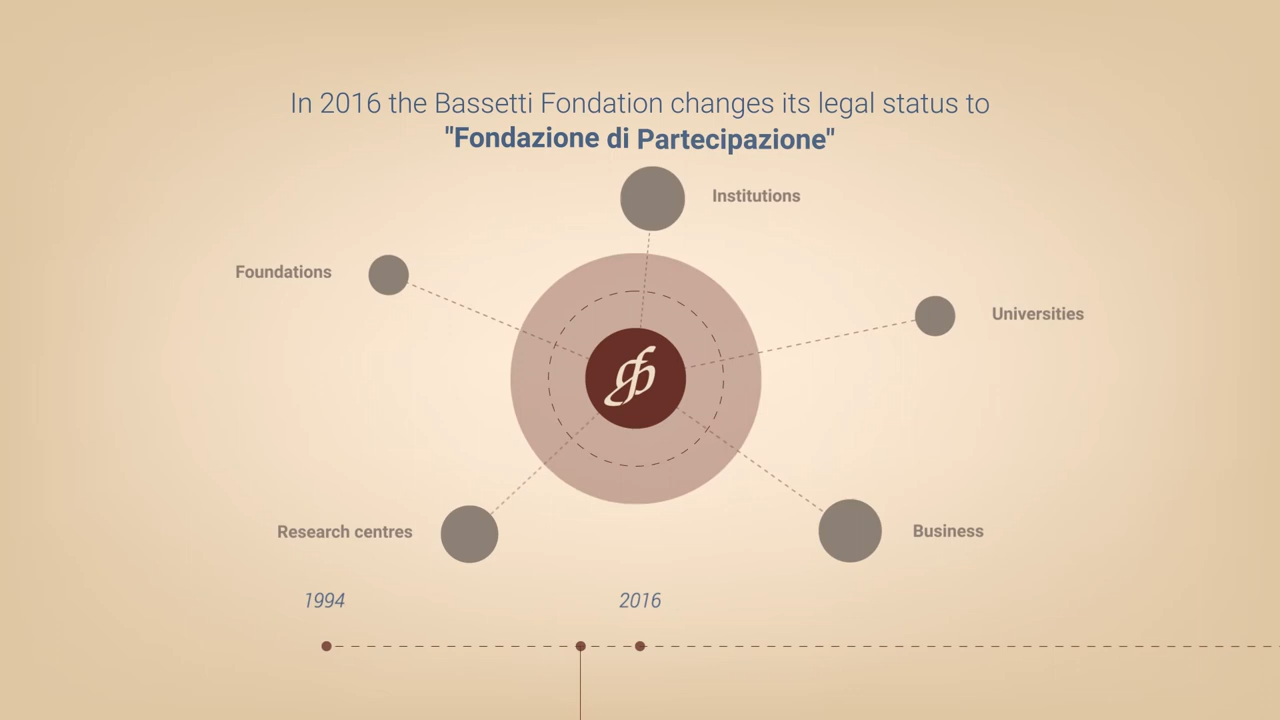 In 2016 the Bassetti Fondation changes its legal status to
"Fondazione di Partecipazione"
Institutions
Foundations
Universities
Research centres
Business
1994
2016